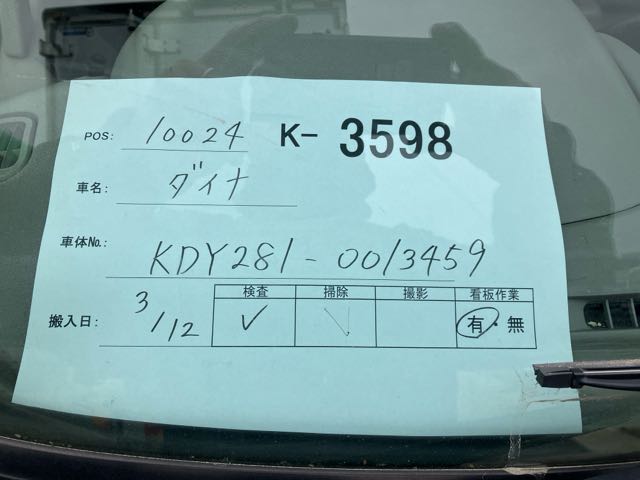 POS: 10024 K- 3598
車名: ダイナ
車体No.: KDY281-0013459
検査 掃除 撮影 看板作業
搬入日: 3/12 ✓ ✓ 有・無